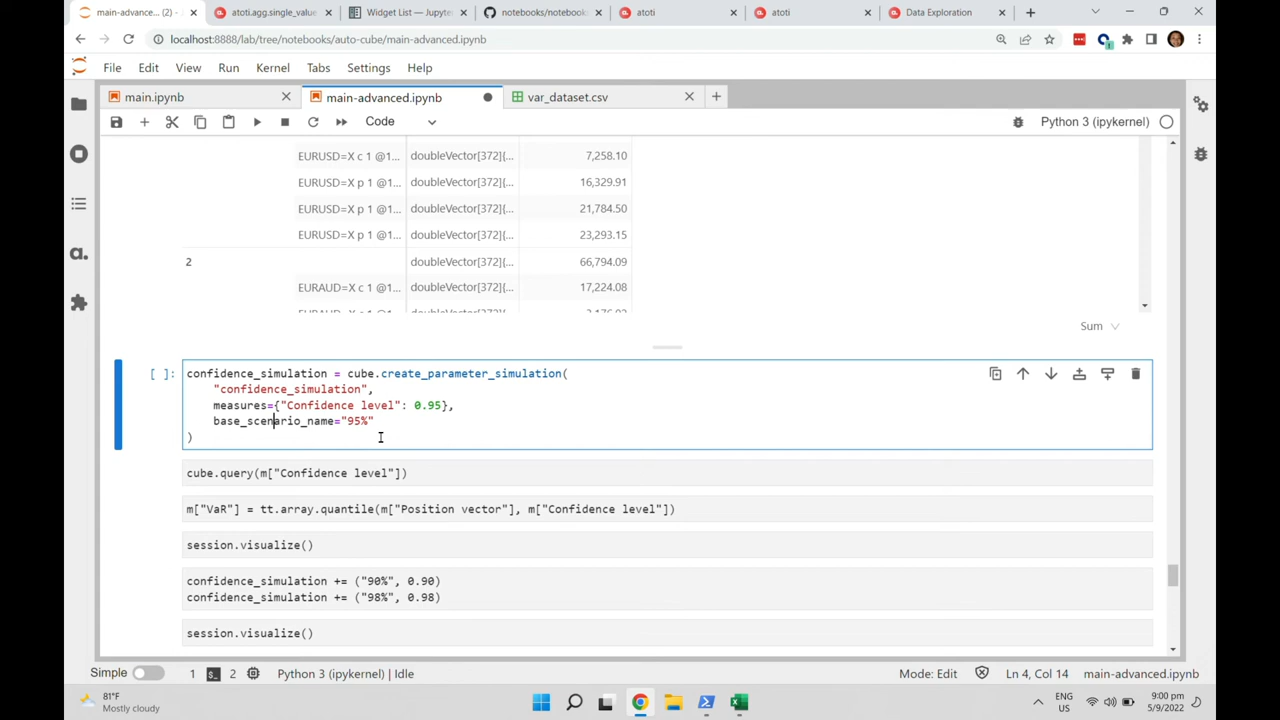 main-advanced... (2) - J
atoti.agg.single_value
Widget List — Jupyte
notebooks/notebook
atoti
atoti
Data Exploration
localhost:8888/lab/tree/notebooks/auto-cube/main-advanced.ipynb
File Edit View Run Kernel Tabs Settings Help
main.ipynb
main-advanced.ipynb
var_dataset.csv
Code
Python 3 (ipykernel)
EURUSD=X c 1 @1... doubleVector[372]{... 7,258.10
EURUSD=X p 1 @1... doubleVector[372]{... 16,329.91
EURUSD=X p 1 @1... doubleVector[372]{... 21,784.50
EURUSD=X p 1 @1... doubleVector[372]{... 23,293.15
2 doubleVector[372]{... 66,794.09
EURAUD=X c 1 @1... doubleVector[372]{... 17,224.08
Sum
[ ]: confidence_simulation = cube.create_parameter_simulation(
"confidence_simulation",
measures={"Confidence level": 0.95},
base_scenario_name="95%"
)
cube.query(m["Confidence level"])
m["VaR"] = tt.array.quantile(m["Position vector"], m["Confidence level"])
session.visualize()
confidence_simulation += ("90%", 0.90)
confidence_simulation += ("98%", 0.98)
session.visualize()
Simple 1 2 Python 3 (ipykernel) | Idle Mode: Edit Ln 4, Col 14 main-advanced.ipynb
81°F
Mostly cloudy
ENG
US
9:00 pm
5/9/2022